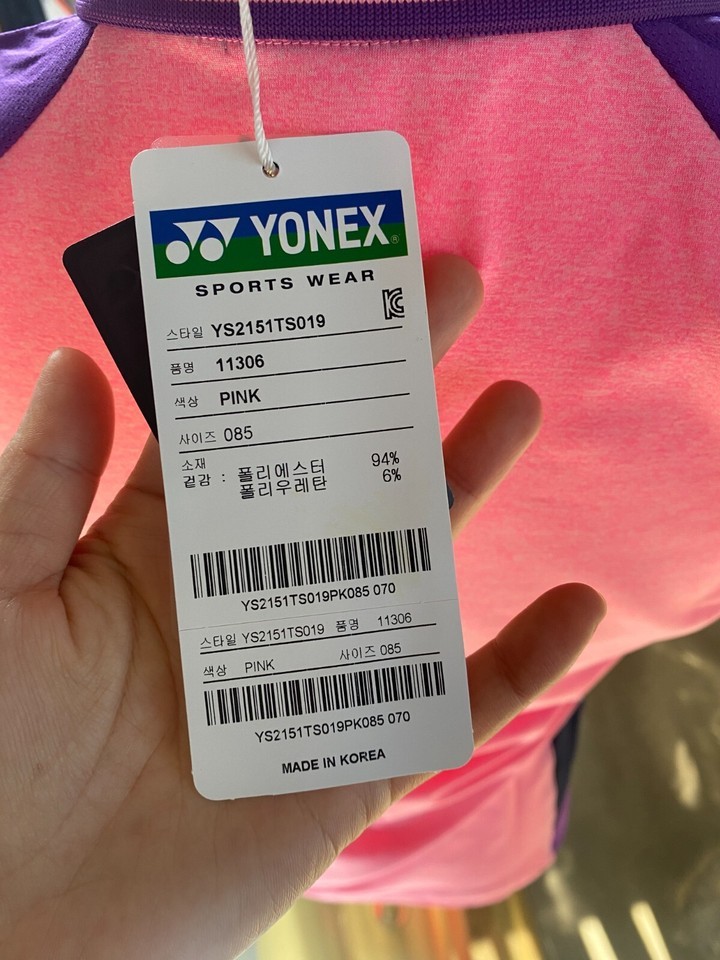 YONEX®
SPORTS WEAR
스타일 YS2151TS019
품명 11306
색상 PINK
사이즈 085
소재
겉감 : 폴리에스터 94%
폴리우레탄 6%
YS2151TS019PK085 070
스타일 YS2151TS019 품명 11306
색상 PINK 사이즈 085
YS2151TS019PK085 070
MADE IN KOREA